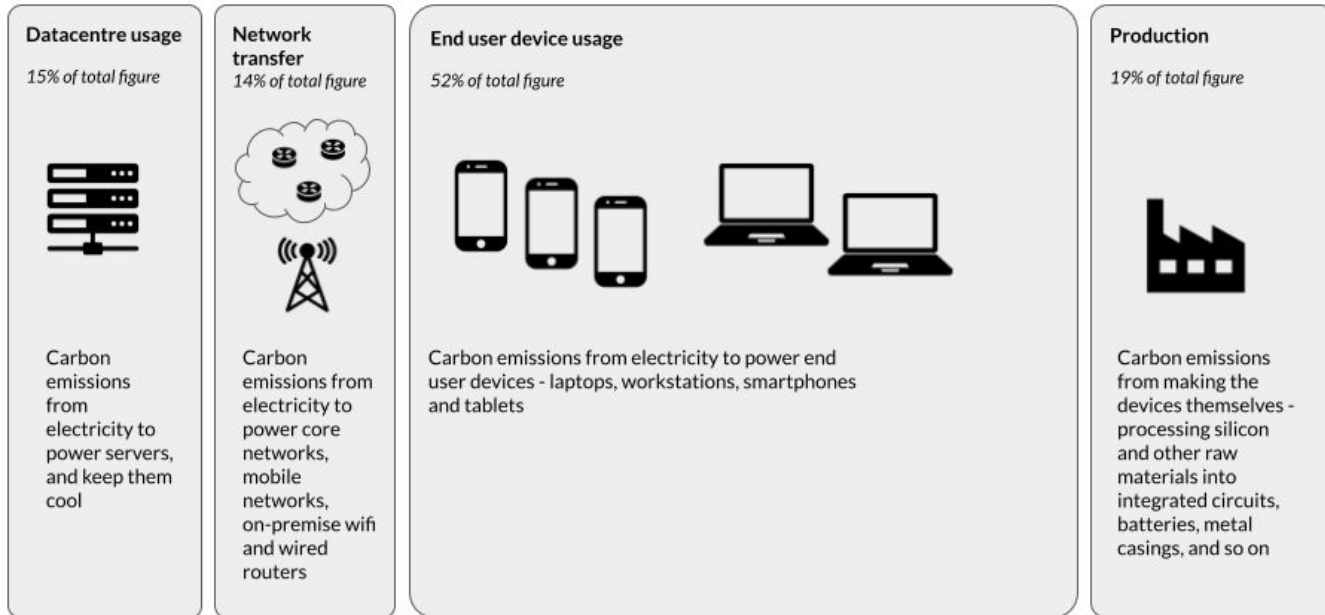 Datacentre usage
15% of total figure
Carbon
emissions
from
electricity to
power servers,
and keep them
cool
Network
transfer
14% of total figure
Carbon
emissions from
electricity to
power core
networks,
mobile
networks,
on-premise wifi
and wired
routers
End user device usage
52% of total figure
Carbon emissions from electricity to power end
user devices - laptops, workstations, smartphones
and tablets
Production
19% of total figure
Carbon emissions
from making the
devices themselves -
processing silicon
and other raw
materials into
integrated circuits,
batteries, metal
casings, and so on